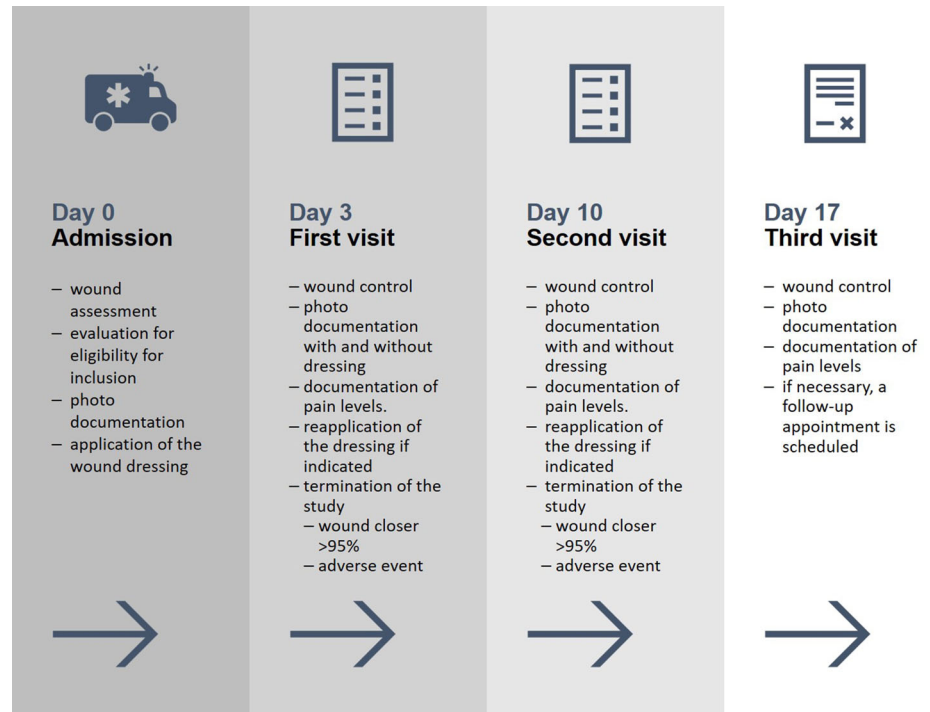 Day 0
Admission
– wound
assessment
– evaluation for
eligibility for
inclusion
– photo
documentation
– application of the
wound dressing
Day 3
First visit
– wound control
– photo
documentation
with and without
dressing
– documentation of
pain levels.
– reapplication of
the dressing if
indicated
– termination of the
study
– wound closer
>95%
– adverse event
Day 10
Second visit
– wound control
– photo
documentation
with and without
dressing
– documentation of
pain levels.
– reapplication of
the dressing if
indicated
– termination of the
study
– wound closer
>95%
– adverse event
Day 17
Third visit
– wound control
– photo
documentation
– documentation of
pain levels
– if necessary, a
follow-up
appointment is
scheduled